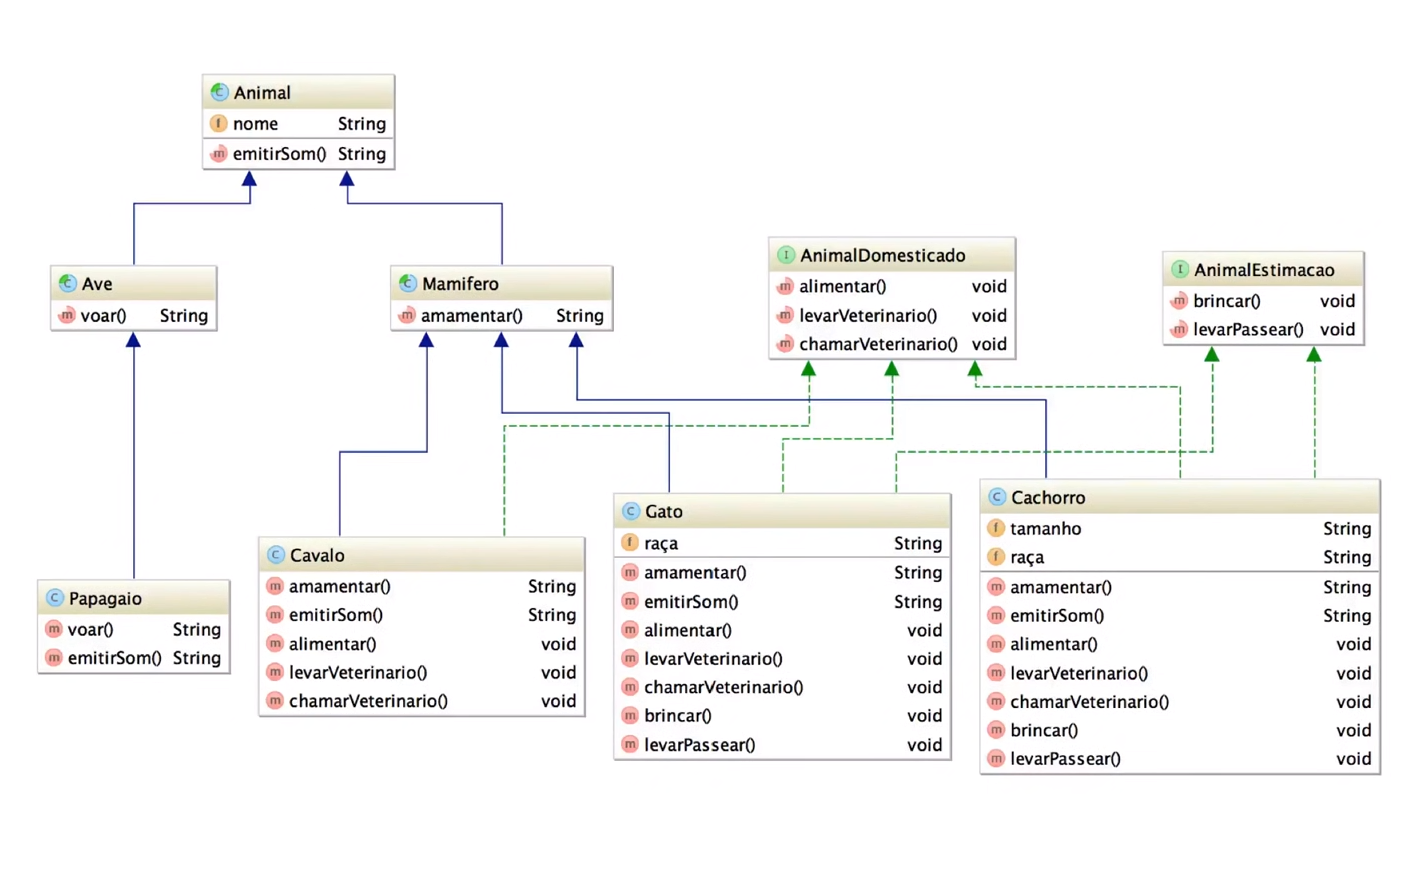 Animal
nome String
emitirSom() String
Ave
voar() String
Mamifero
amamentar() String
AnimalDomesticado
alimentar() void
levarVeterinario() void
chamarVeterinario() void
AnimalEstimacao
brincar() void
levarPassear() void
Papagaio
voar() String
emitirSom() String
Cavalo
amamentar() String
emitirSom() String
alimentar() void
levarVeterinario() void
chamarVeterinario() void
Gato
raça String
amamentar() String
emitirSom() String
alimentar() void
levarVeterinario() void
chamarVeterinario() void
brincar() void
levarPassear() void
Cachorro
tamanho String
raça String
amamentar() String
emitirSom() String
alimentar() void
levarVeterinario() void
chamarVeterinario() void
brincar() void
levarPassear() void